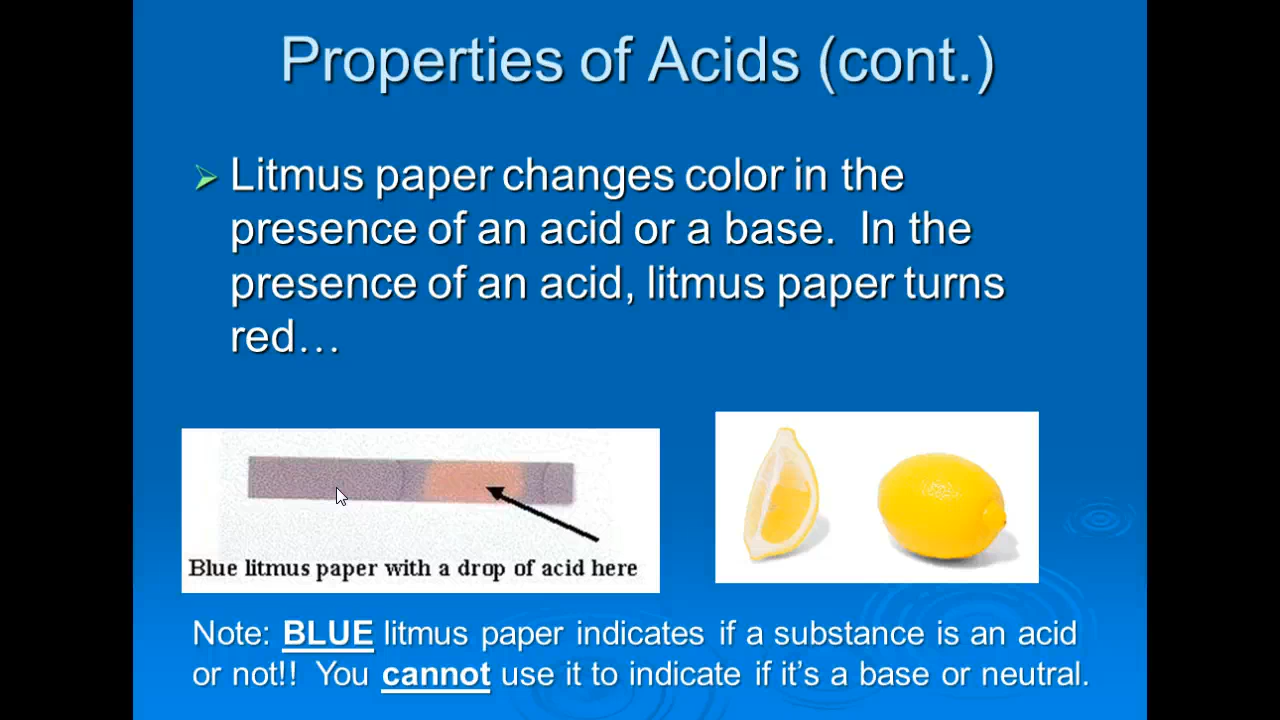 Properties of Acids (cont.)
Litmus paper changes color in the
presence of an acid or a base.  In the
presence of an acid, litmus paper turns
red…
Blue litmus paper with a drop of acid here
Note: BLUE litmus paper indicates if a substance is an acid
or not!!  You cannot use it to indicate if it’s a base or neutral.